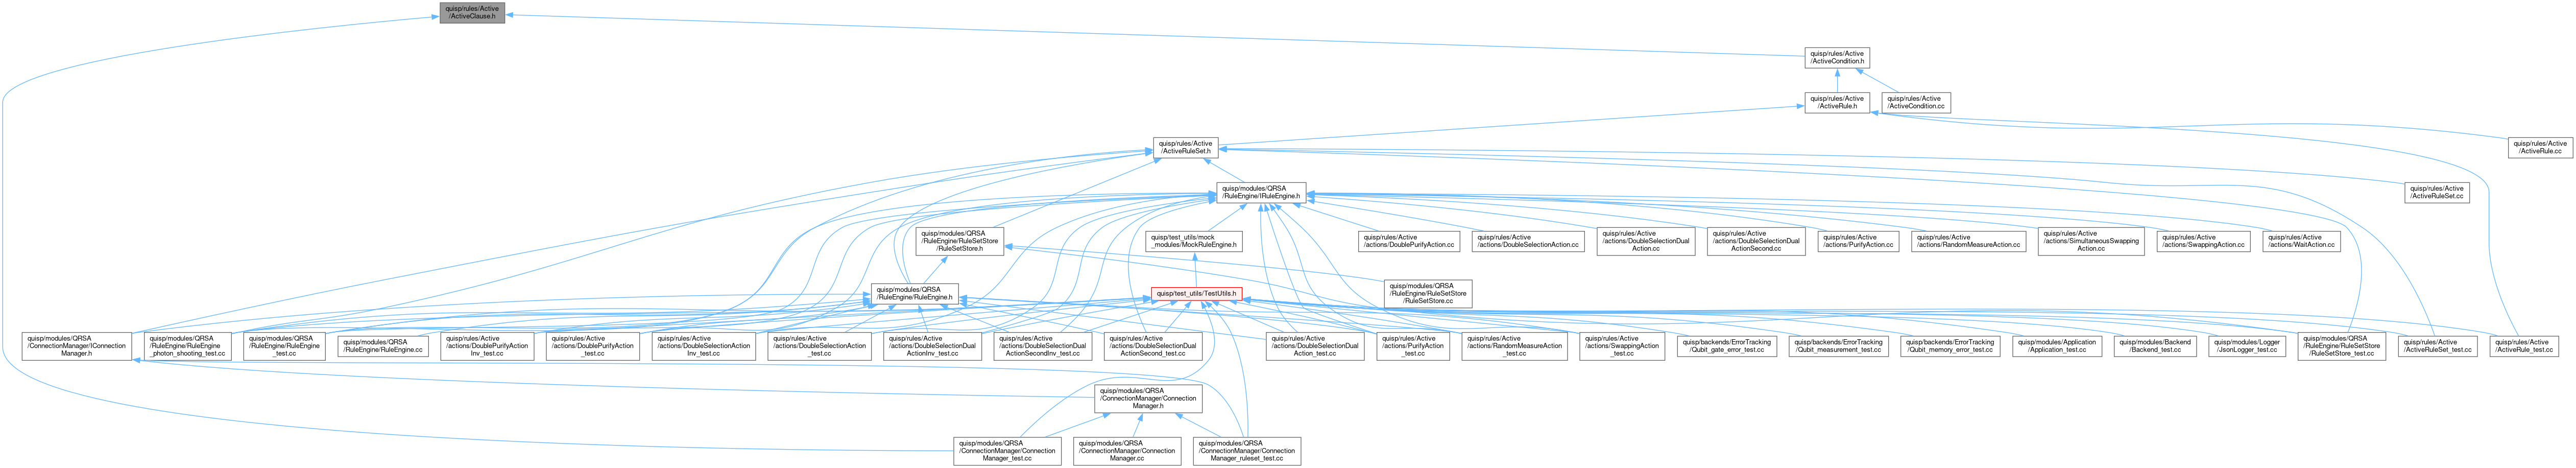 quisp/rules/Active
/ActiveClause.h
quisp/rules/Active
/ActiveCondition.h
quisp/rules/Active
/ActiveRule.h
quisp/rules/Active
/ActiveCondition.cc
quisp/rules/Active
/ActiveRuleSet.h
quisp/rules/Active
/ActiveRule.cc
quisp/modules/QRSA
/RuleEngine/IRuleEngine.h
quisp/rules/Active
/ActiveRuleSet.cc
quisp/modules/QRSA
/RuleEngine/RuleSetStore
/RuleSetStore.h
quisp/test_utils/mock
_modules/MockRuleEngine.h
quisp/rules/Active
/actions/DoublePurifyAction.cc
quisp/rules/Active
/actions/DoubleSelectionAction.cc
quisp/rules/Active
/actions/DoubleSelectionDual
Action.cc
quisp/rules/Active
/actions/DoubleSelectionDual
ActionSecond.cc
quisp/rules/Active
/actions/PurifyAction.cc
quisp/rules/Active
/actions/RandomMeasureAction.cc
quisp/rules/Active
/actions/SimultaneousSwapping
Action.cc
quisp/rules/Active
/actions/SwappingAction.cc
quisp/rules/Active
/actions/WaitAction.cc
quisp/modules/QRSA
/RuleEngine/RuleEngine.h
quisp/test_utils/TestUtils.h
quisp/modules/QRSA
/RuleEngine/RuleSetStore
/RuleSetStore.cc
quisp/modules/QRSA
/ConnectionManager/IConnection
Manager.h
quisp/modules/QRSA
/RuleEngine/RuleEngine
_photon_shooting_test.cc
quisp/modules/QRSA
/RuleEngine/RuleEngine
_test.cc
quisp/modules/QRSA
/RuleEngine/RuleEngine.cc
quisp/rules/Active
/actions/DoublePurifyAction
Inv_test.cc
quisp/rules/Active
/actions/DoublePurifyAction
_test.cc
quisp/rules/Active
/actions/DoubleSelectionAction
Inv_test.cc
quisp/rules/Active
/actions/DoubleSelectionAction
_test.cc
quisp/rules/Active
/actions/DoubleSelectionDual
ActionInv_test.cc
quisp/rules/Active
/actions/DoubleSelectionDual
ActionSecondInv_test.cc
quisp/rules/Active
/actions/DoubleSelectionDual
ActionSecond_test.cc
quisp/rules/Active
/actions/DoubleSelectionDual
Action_test.cc
quisp/rules/Active
/actions/PurifyAction
_test.cc
quisp/rules/Active
/actions/RandomMeasureAction
_test.cc
quisp/rules/Active
/actions/SwappingAction
_test.cc
quisp/backends/ErrorTracking
/Qubit_gate_error_test.cc
quisp/backends/ErrorTracking
/Qubit_measurement_test.cc
quisp/backends/ErrorTracking
/Qubit_memory_error_test.cc
quisp/modules/Application
/Application_test.cc
quisp/modules/Backend
/Backend_test.cc
quisp/modules/Logger
/JsonLogger_test.cc
quisp/modules/QRSA
/RuleEngine/RuleSetStore
/RuleSetStore_test.cc
quisp/rules/Active
/ActiveRuleSet_test.cc
quisp/rules/Active
/ActiveRule_test.cc
quisp/modules/QRSA
/ConnectionManager/Connection
Manager.h
quisp/modules/QRSA
/ConnectionManager/Connection
Manager_test.cc
quisp/modules/QRSA
/ConnectionManager/Connection
Manager.cc
quisp/modules/QRSA
/ConnectionManager/Connection
Manager_ruleset_test.cc